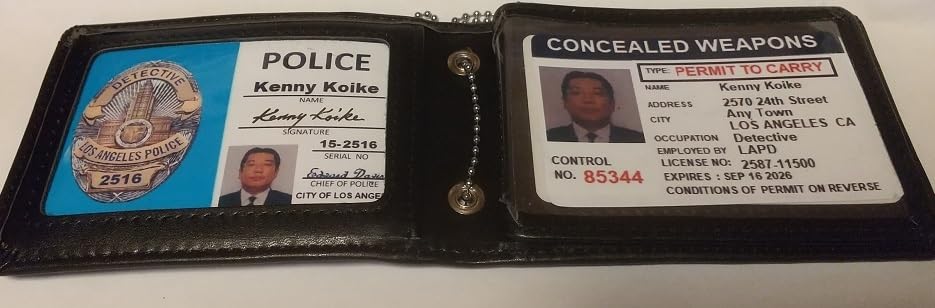 DETECTIVE
LOS ANGELES POLICE
2516
POLICE
Kenny Koike
NAME
Kenny Koike
SIGNATURE
15-2516
SERIAL NO
Edward Davis
CHIEF OF POLICE
CITY OF LOS ANGE
CONCEALED WEAPONS
TYPE: PERMIT TO CARRY
NAME Kenny Koike
ADDRESS 2570 24th Street
Any Town
CITY LOS ANGELES CA
OCCUPATION Detective
EMPLOYED BY LAPD
LICENSE NO: 2587-11500
EXPIRES : SEP 16 2026
CONDITIONS OF PERMIT ON REVERSE
CONTROL
NO. 85344